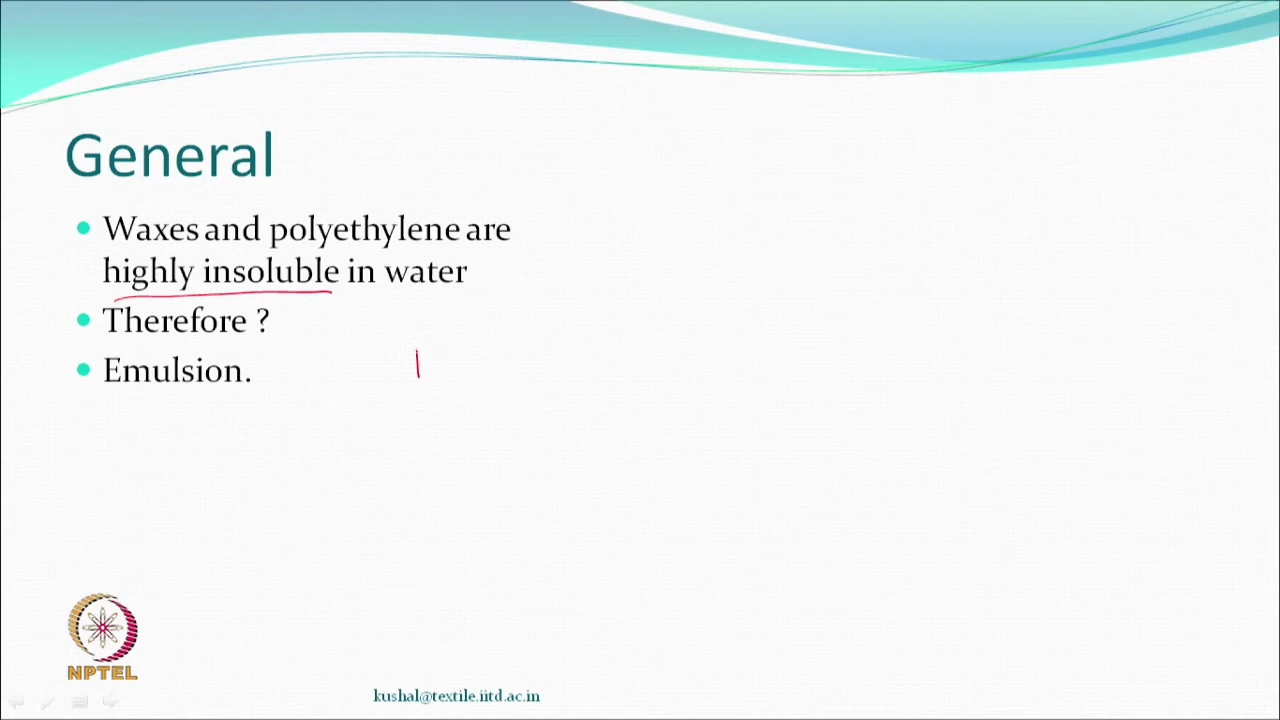 General
Waxes and polyethylene are
highly insoluble in water
Therefore ?
Emulsion.
NPTEL
kushal@textile.iitd.ac.in